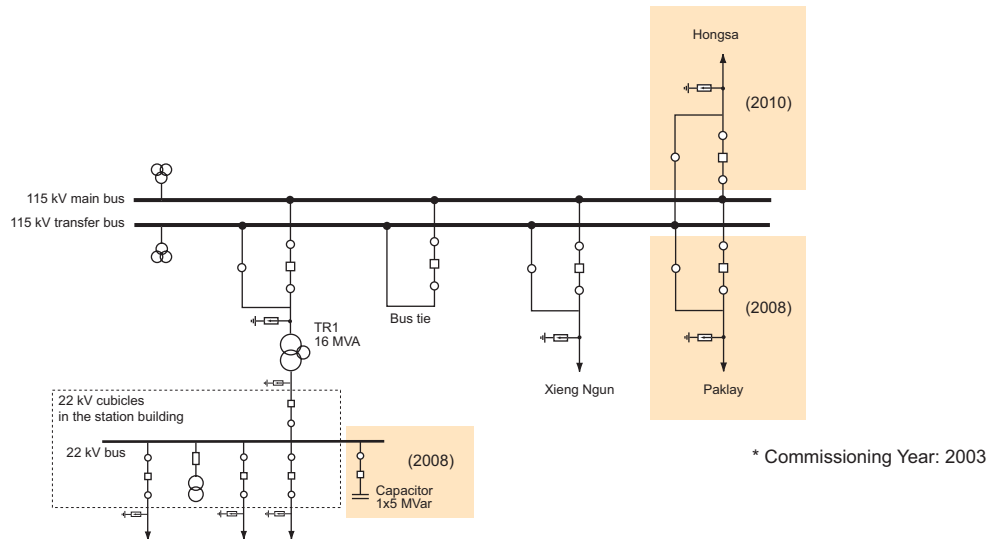 Hongsa
(2010)
115 kV main bus
115 kV transfer bus
(2008)
Bus tie
TR1
16 MVA
Xieng Ngun
Paklay
22 kV cubicles
in the station building
22 kV bus
(2008)
Capacitor
1x5 MVar
* Commissioning Year: 2003